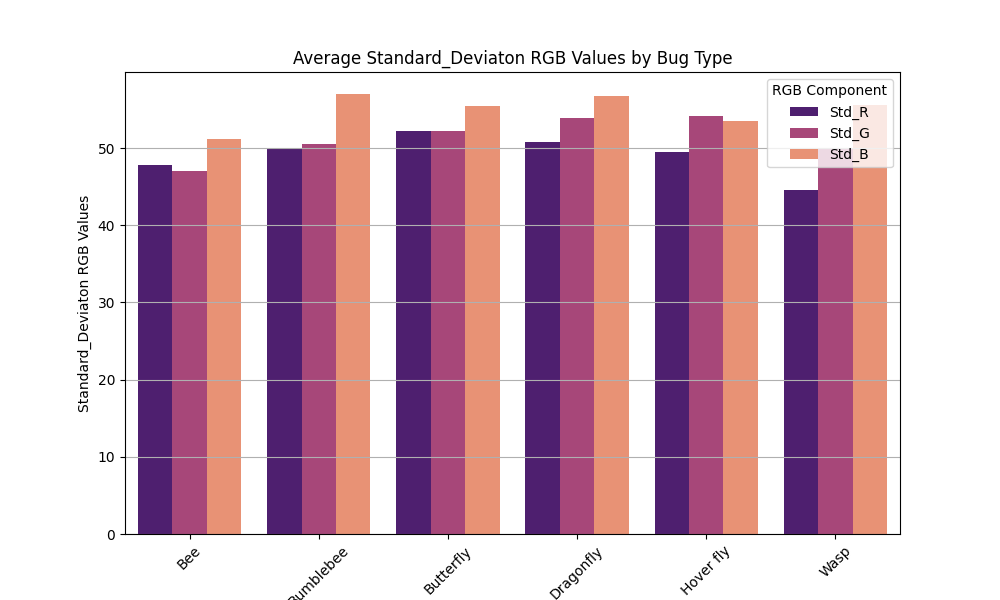 Average Standard_Deviaton RGB Values by Bug Type
RGB Component
Std_R
Std_G
Std_B
Standard_Deviaton RGB Values
50
40
30
20
10
0
Bee
Bumblebee
Butterfly
Dragonfly
Hover fly
Wasp